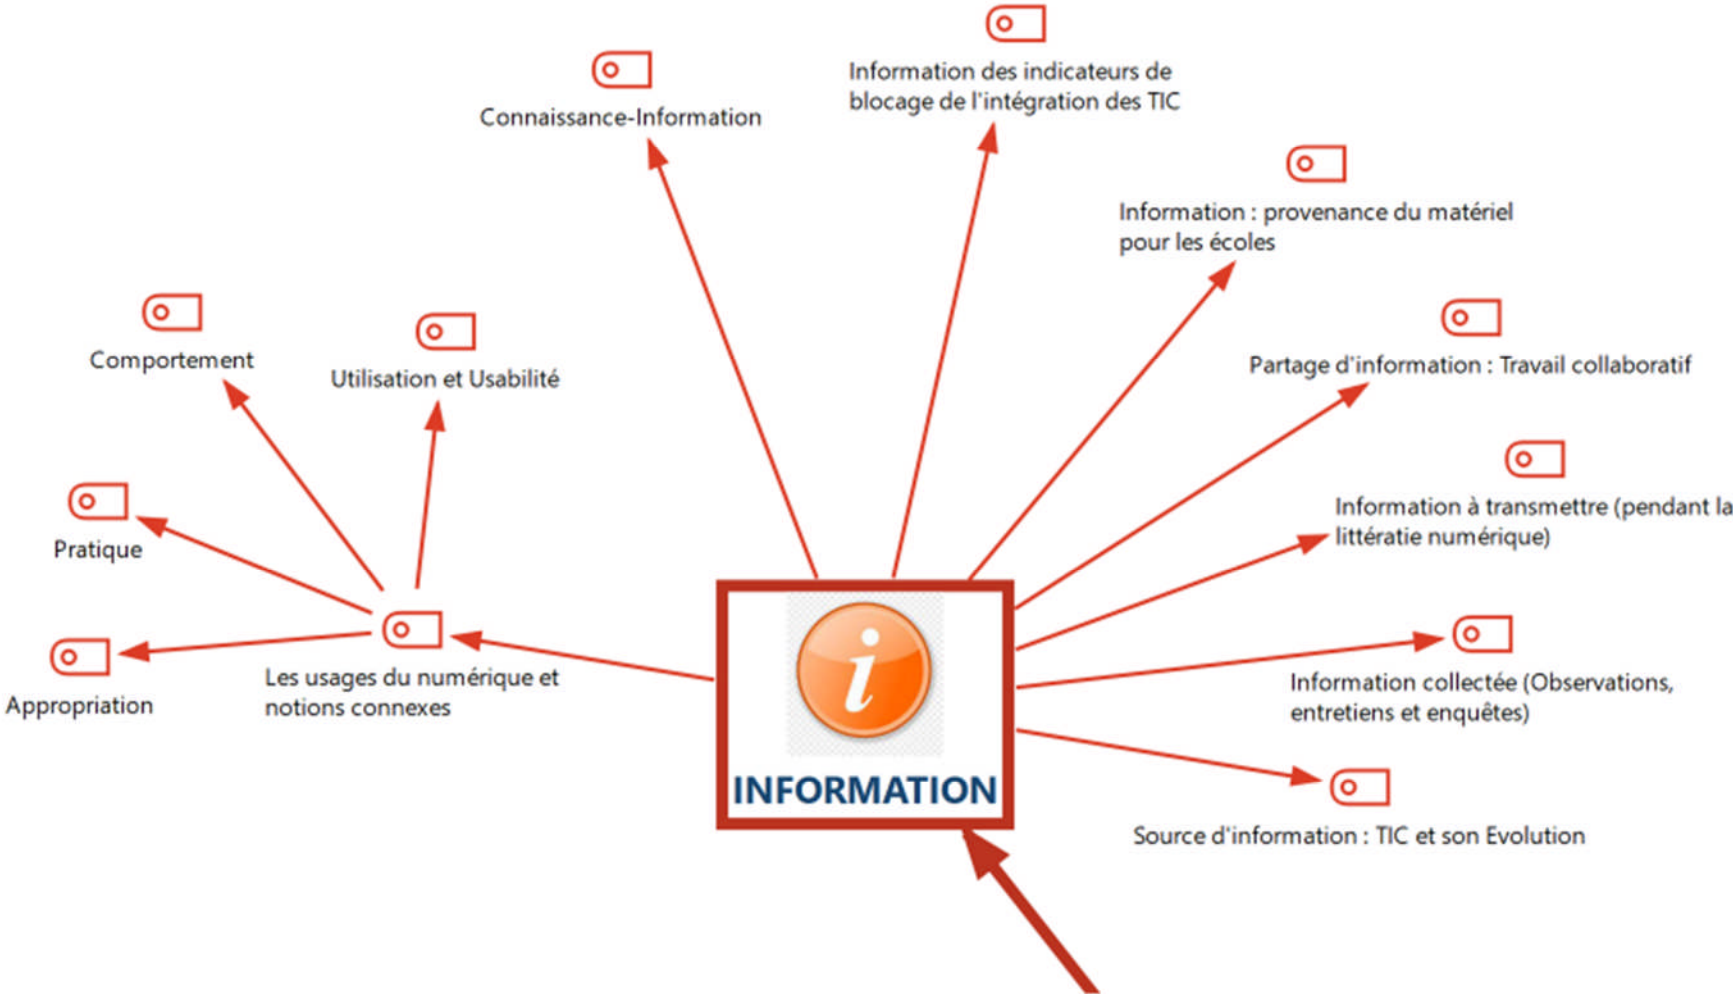 Information des indicateurs de
blocage de l'intégration des TIC
Connaissance-Information
Information : provenance du matériel
pour les écoles
Comportement
Utilisation et Usabilité
Partage d'information : Travail collaboratif
Pratique
Information à transmettre (pendant la
littératie numérique)
Appropriation
Les usages du numérique et
notions connexes
Information collectée (Observations,
entretiens et enquêtes)
i
INFORMATION
Source d'information : TIC et son Evolution